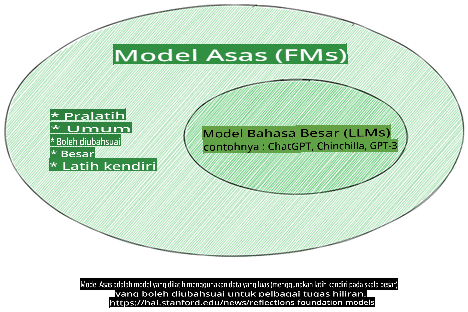 Model Asas (FMs)
* Pralatih
* Umum
* Boleh diubahsuai
* Besar
* Latih kendiri
Model Bahasa Besar (LLMs)
contohnya : ChatGPT, Chinchilla, GPT-3
Model Asas adalah model yang dilatih menggunakan data yang luas (menggunakan latih kendiri pada skala besar)
yang boleh diubahsuai untuk pelbagai tugas hiliran.
https://hai.stanford.edu/news/reflections-foundation-models